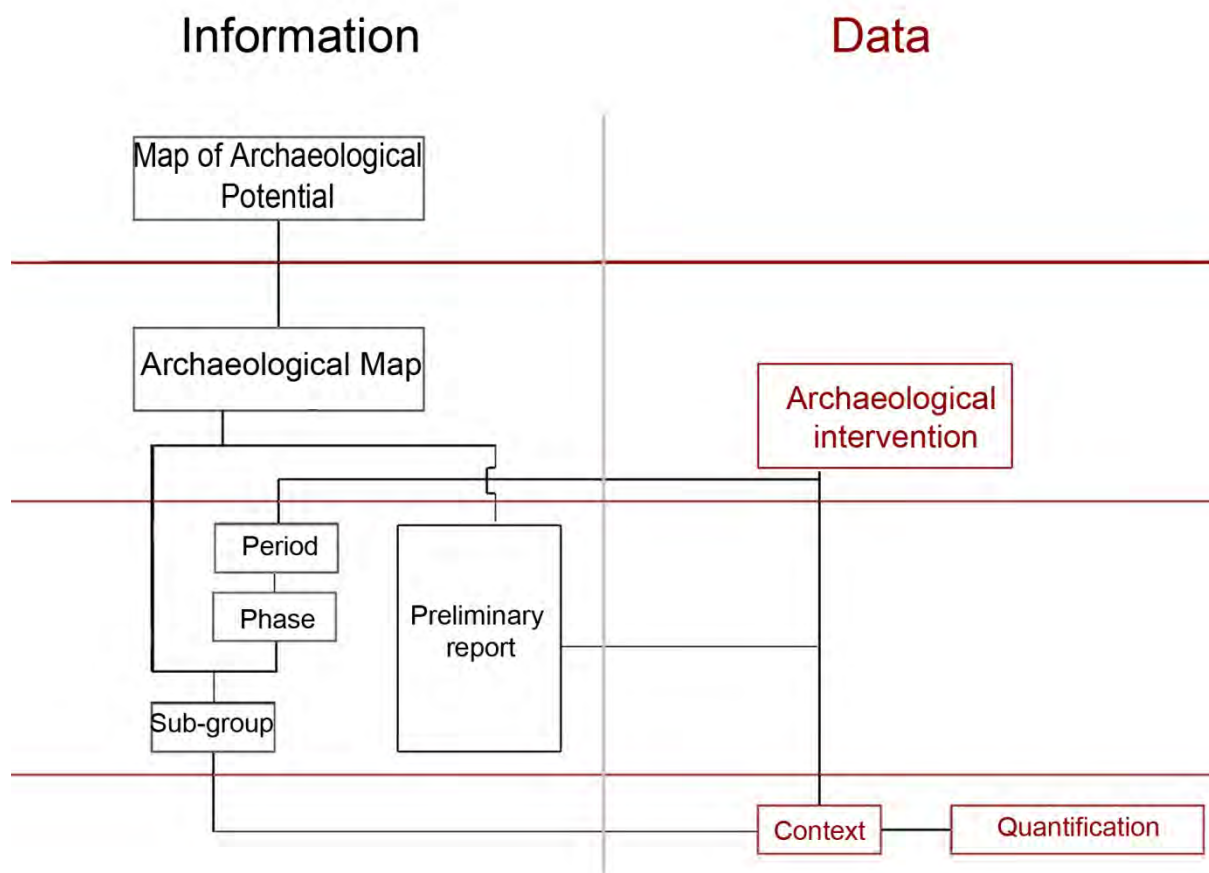 Information
Data
Map of Archaeological
Potential
Archaeological Map
Archaeological
intervention
Period
Phase
Preliminary
report
Sub-group
Context
Quantification